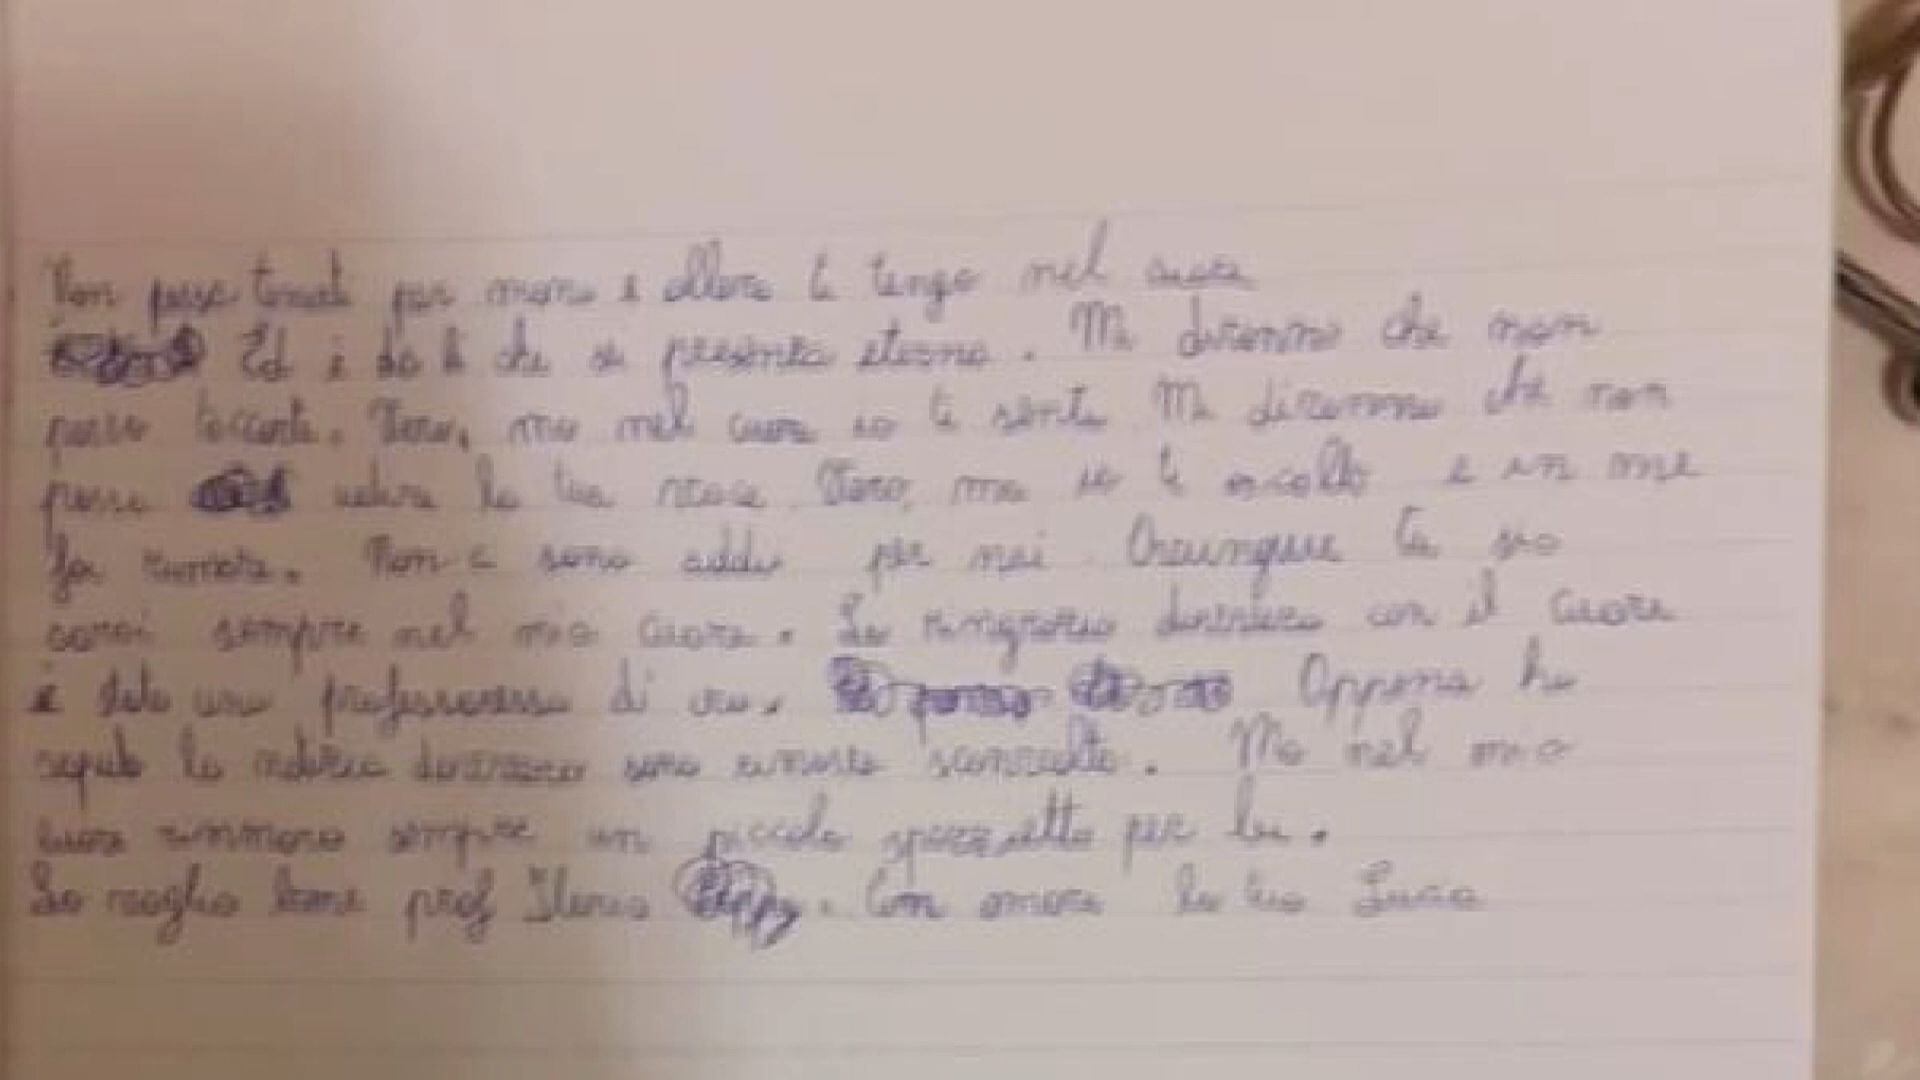 Non posso tenerti per mano e allora ti tengo nel cuore
Ed è da lì che si presenta eterno. Mi diranno che non
posso toccarti. Vero, ma nel cuore io ti sento Mi diranno che non
posso udire la tua voce. Vero, ma io ti ascolto e in me
fai rumore. Non ci sono addii per noi. Ovunque tu sia
sarai sempre nel mio cuore. La ringrazio davvero con il cuore
è stata una professoressa di oro. Appena ho
saputo la notizia davvero sono rimasta sconvolta. Ma nel mio
cuore rimmara sempre un piccolo spazzietto per lei.
La voglio bene prof Ilenia. Con amore la tua Lucia